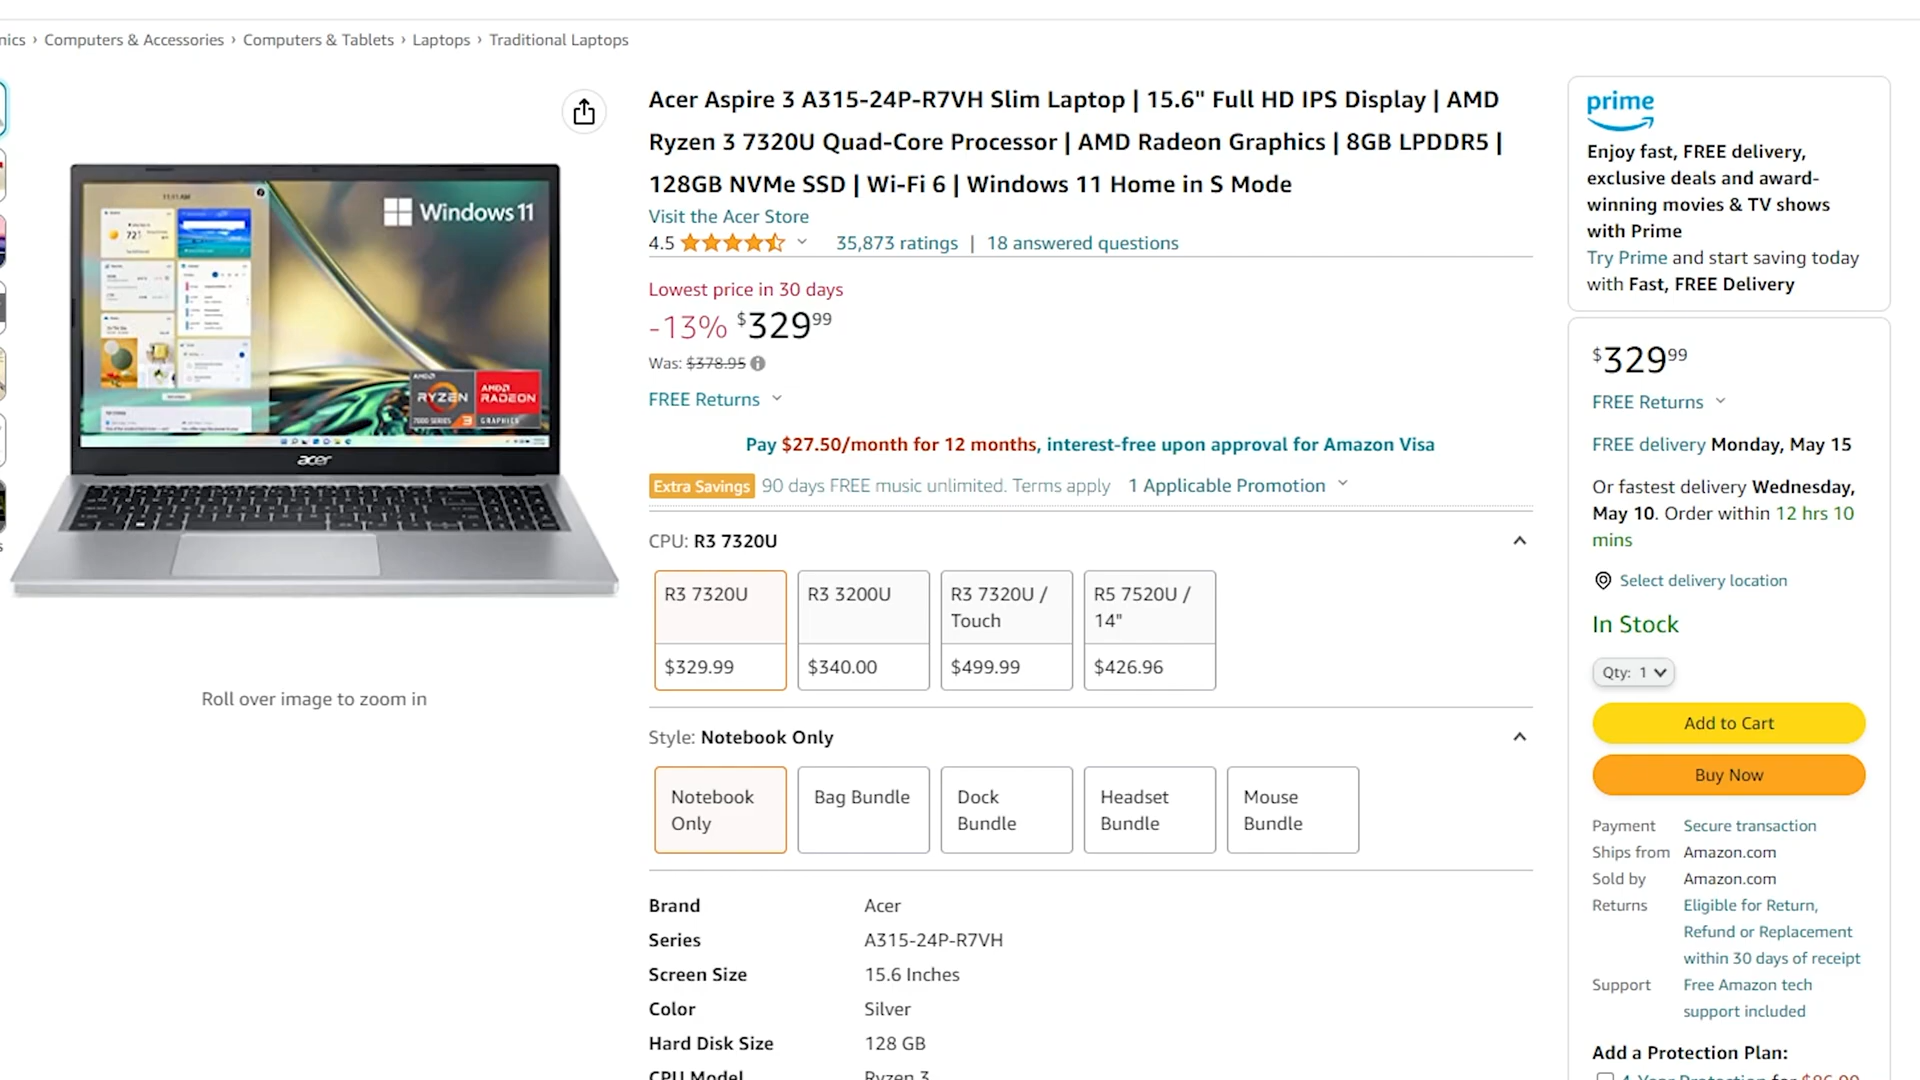 nics › Computers & Accessories › Computers & Tablets › Laptops › Traditional Laptops
Windows 11
AMD
RYZEN
7000 SERIES 3
AMD
RADEON
GRAPHICS
acer
Roll over image to zoom in
Acer Aspire 3 A315-24P-R7VH Slim Laptop | 15.6" Full HD IPS Display | AMD
Ryzen 3 7320U Quad-Core Processor | AMD Radeon Graphics | 8GB LPDDR5 |
128GB NVMe SSD | Wi-Fi 6 | Windows 11 Home in S Mode
Visit the Acer Store
4.5 35,873 ratings | 18 answered questions
Lowest price in 30 days
-13% $329 99
Was: $378.95
FREE Returns
Pay $27.50/month for 12 months, interest-free upon approval for Amazon Visa
Extra Savings 90 days FREE music unlimited. Terms apply 1 Applicable Promotion
CPU: R3 7320U
R3 7320U
$329.99
R3 3200U
$340.00
R3 7320U /
Touch
$499.99
R5 7520U /
14"
$426.96
Style: Notebook Only
Notebook
Only
Bag Bundle
Dock
Bundle
Headset
Bundle
Mouse
Bundle
Brand Acer
Series A315-24P-R7VH
Screen Size 15.6 Inches
Color Silver
Hard Disk Size 128 GB
CPU Model Ryzen 3
prime
Enjoy fast, FREE delivery,
exclusive deals and award-
winning movies & TV shows
with Prime
Try Prime and start saving today
with Fast, FREE Delivery
$329 99
FREE Returns
FREE delivery Monday, May 15
Or fastest delivery Wednesday,
May 10. Order within 12 hrs 10
mins
Select delivery location
In Stock
Qty: 1
Add to Cart
Buy Now
Payment Secure transaction
Ships from Amazon.com
Sold by Amazon.com
Returns Eligible for Return,
Refund or Replacement
within 30 days of receipt
Support Free Amazon tech
support included
Add a Protection Plan: